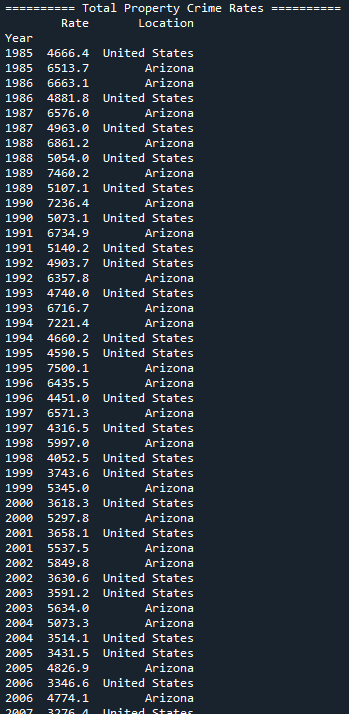 ========== Total Property Crime Rates ==========
Rate Location
Year
1985 4666.4 United States
1985 6513.7 Arizona
1986 6663.1 Arizona
1986 4881.8 United States
1987 6576.0 Arizona
1987 4963.0 United States
1988 6861.2 Arizona
1988 5054.0 United States
1989 7460.2 Arizona
1989 5107.1 United States
1990 7236.4 Arizona
1990 5073.1 United States
1991 6734.9 Arizona
1991 5140.2 United States
1992 4903.7 United States
1992 6357.8 Arizona
1993 4740.0 United States
1993 6716.7 Arizona
1994 7221.4 Arizona
1994 4660.2 United States
1995 4590.5 United States
1995 7500.1 Arizona
1996 6435.5 Arizona
1996 4451.0 United States
1997 6571.3 Arizona
1997 4316.5 United States
1998 5997.0 Arizona
1998 4052.5 United States
1999 3743.6 United States
1999 5345.0 Arizona
2000 3618.3 United States
2000 5297.8 Arizona
2001 3658.1 United States
2001 5537.5 Arizona
2002 5849.8 Arizona
2002 3630.6 United States
2003 3591.2 United States
2003 5634.0 Arizona
2004 5073.3 Arizona
2004 3514.1 United States
2005 3431.5 United States
2005 4826.9 Arizona
2006 3346.6 United States
2006 4774.1 Arizona
2007 3276.4 United States